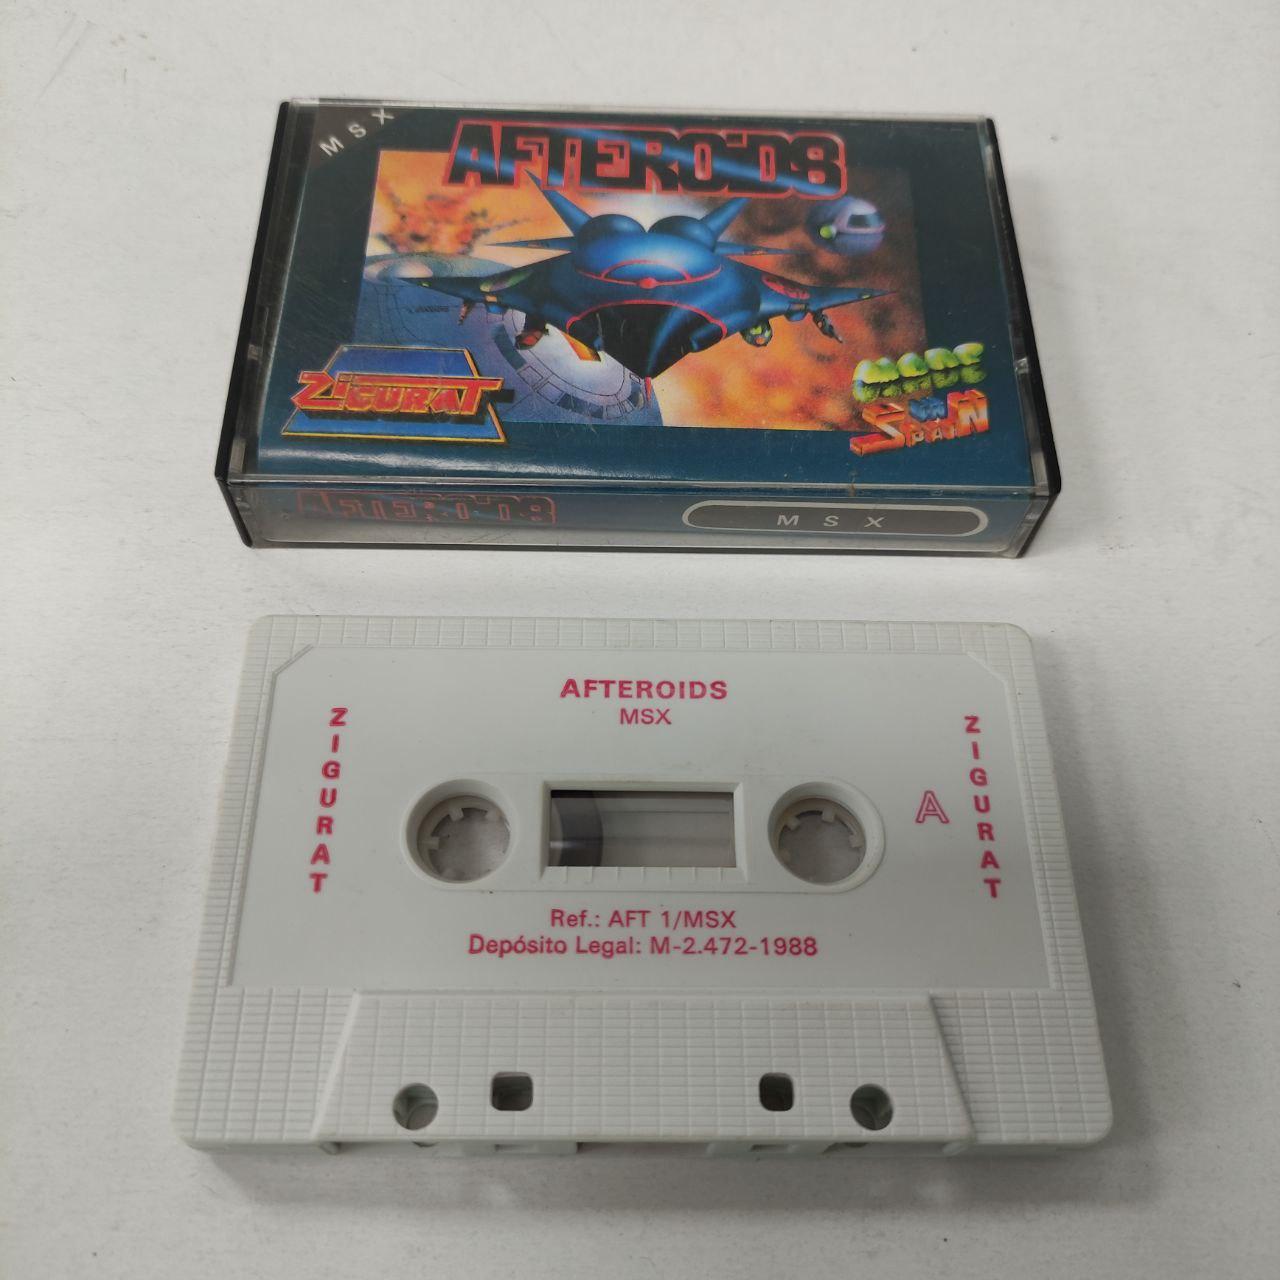 MSX
AFTEROIDS
ZIGURAT
MADE
IN
SPAIN
AFTEROIDS
MSX
AFTEROIDS
MSX
ZIGURAT
ZIGURAT
A
Ref.: AFT 1/MSX
Depósito Legal: M-2.472-1988